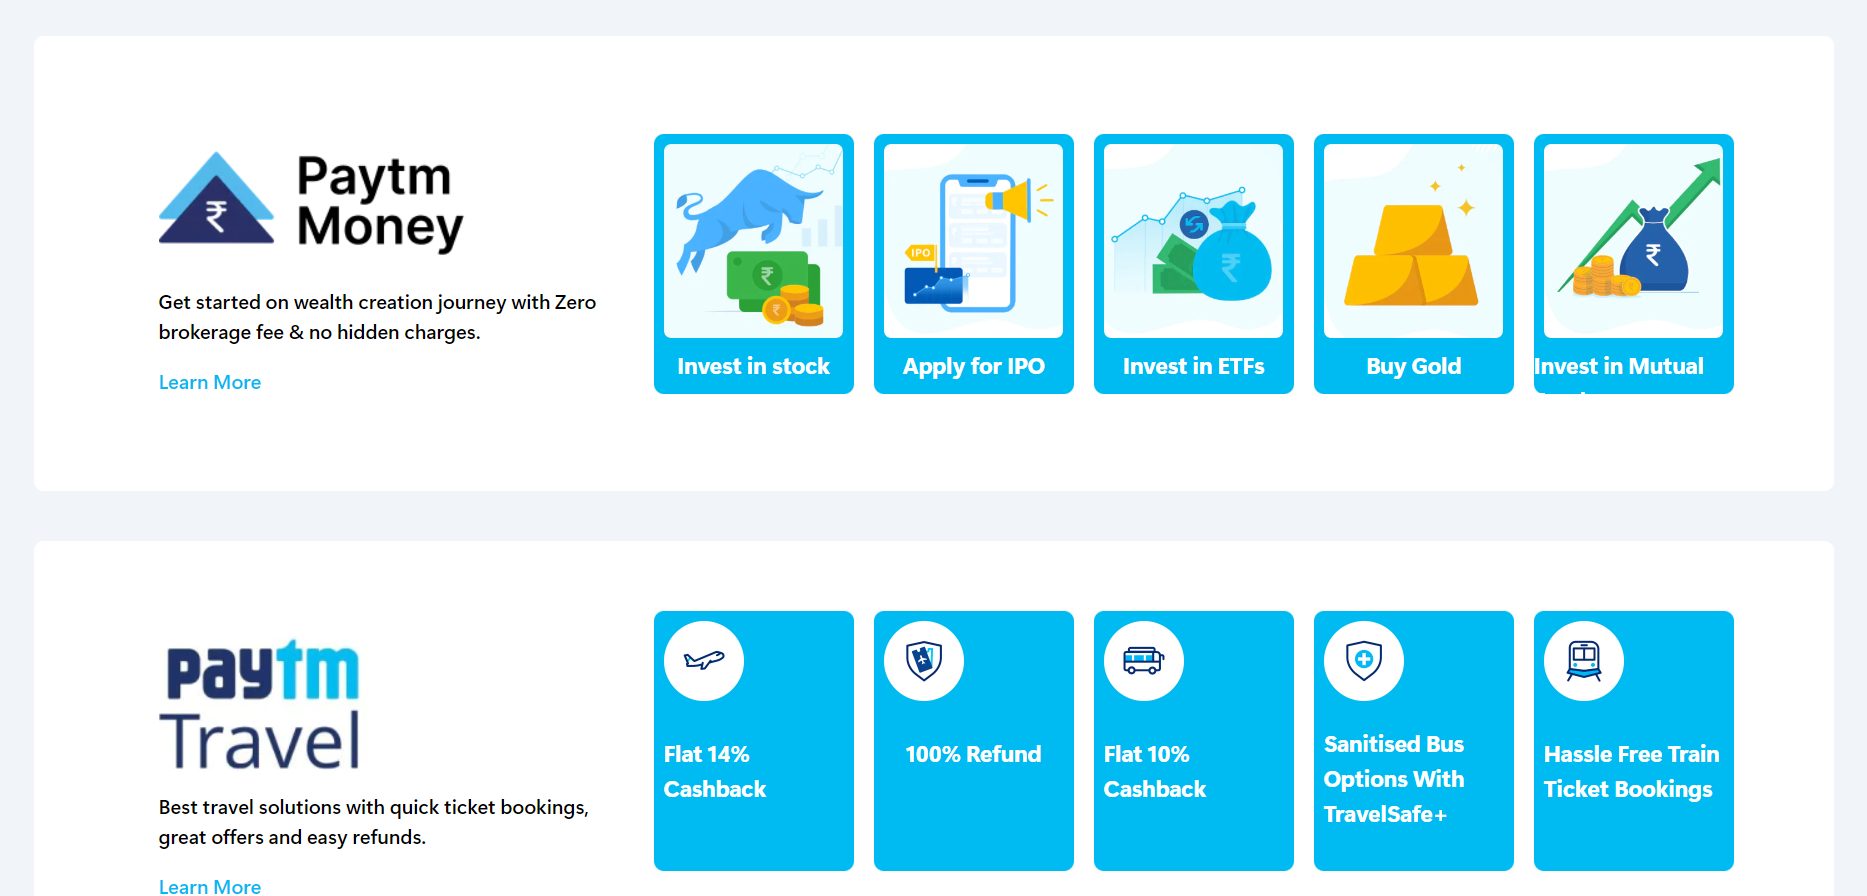 Paytm
Money
Get started on wealth creation journey with Zero
brokerage fee & no hidden charges.
Learn More
₹
₹
₹
Invest in stock
IPO
Apply for IPO
₹
Invest in ETFs
Buy Gold
₹
Invest in Mutual
paytm
Travel
Best travel solutions with quick ticket bookings,
great offers and easy refunds.
Learn More
Flat 14%
Cashback
100% Refund
Flat 10%
Cashback
Sanitised Bus
Options With
TravelSafe+
Hassle Free Train
Ticket Bookings